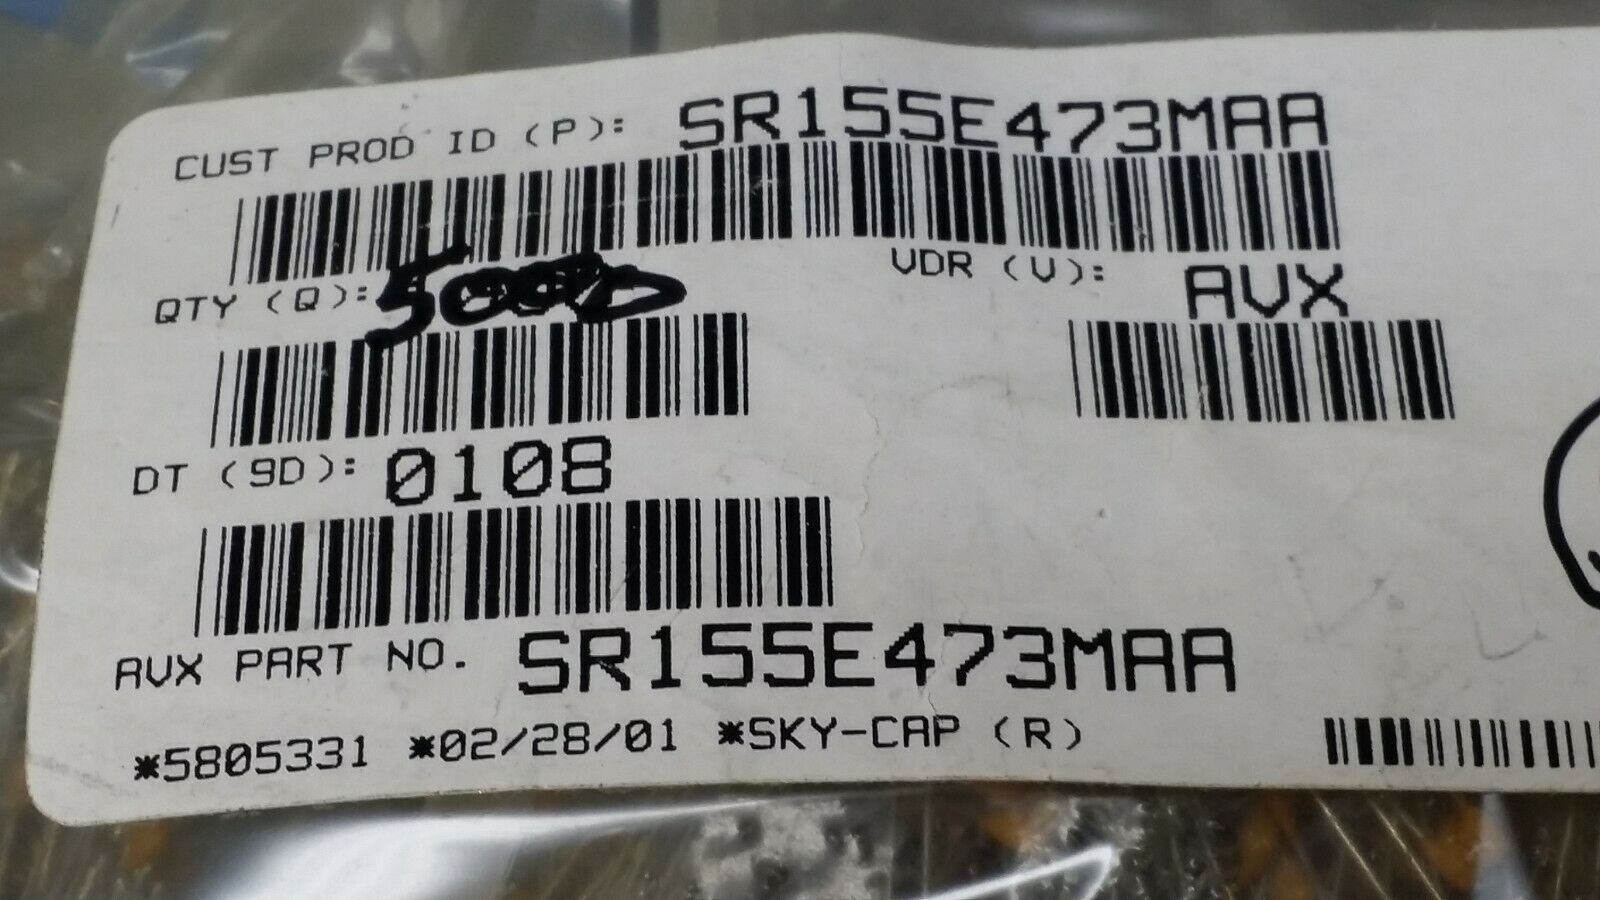 CUST PROD ID (P): SR155E473MAA
QTY (Q): 5000
VDR (V): AVX
DT (9D): 0108
AVX PART NO. SR155E473MAA
*5805331 *02/28/01 *SKY-CAP (R)